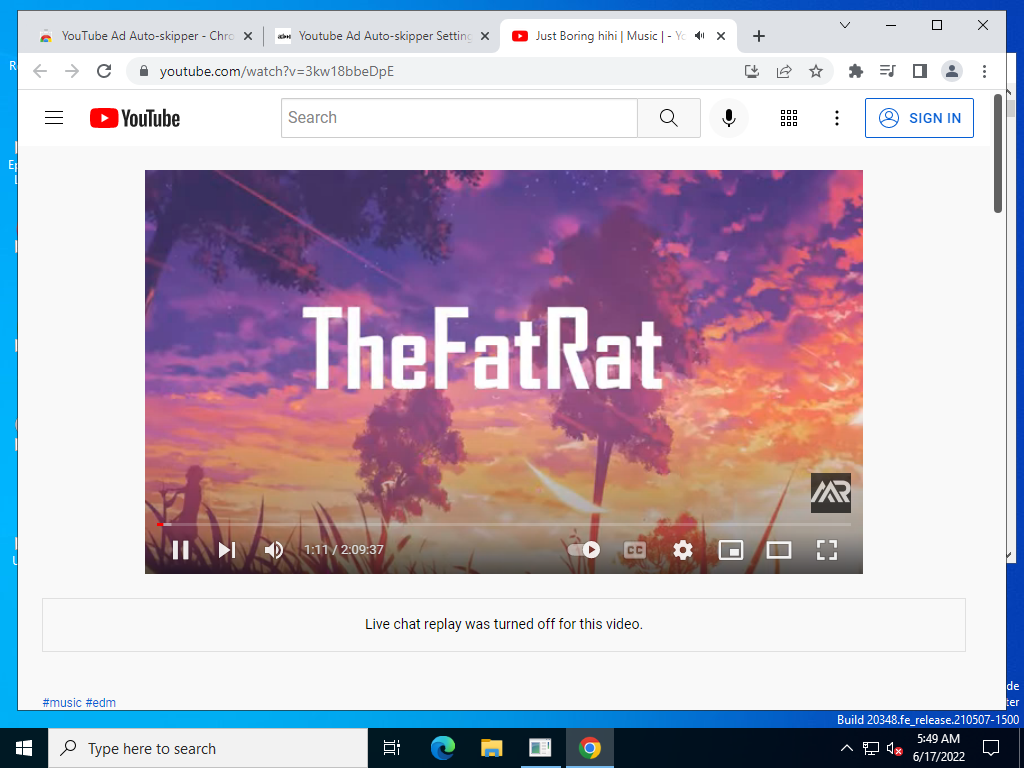 YouTube Ad Auto-skipper - Chro
Youtube Ad Auto-skipper Setting
Just Boring hihi | Music | - Yo
youtube.com/watch?v=3kw18bbeDpE
YouTube
Search
SIGN IN
TheFatRat
MR
1:11 / 2:09:37
CC
Live chat replay was turned off for this video.
#music #edm
Build 20348.fe_release.210507-1500
Type here to search
5:49 AM
6/17/2022